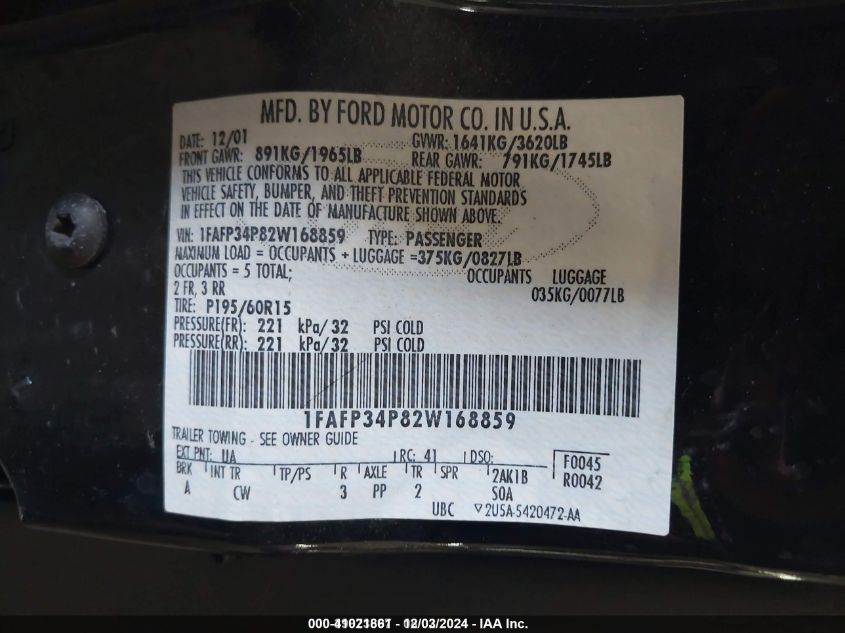 MFD. BY FORD MOTOR CO. IN U.S.A.
DATE: 12/01 GVWR: 1641KG/3620LB
FRONT GAWR: 891KG/1965LB REAR GAWR: 791KG/1745LB
THIS VEHICLE CONFORMS TO ALL APPLICABLE FEDERAL MOTOR
VEHICLE SAFETY, BUMPER, AND THEFT PREVENTION STANDARDS
IN EFFECT ON THE DATE OF MANUFACTURE SHOWN ABOVE.
VIN: 1FAFP34P82W168859 TYPE: PASSENGER
MAXIMUM LOAD = OCCUPANTS + LUGGAGE =375KG/0827LB
OCCUPANTS = 5 TOTAL; OCCUPANTS LUGGAGE
2 FR, 3 RR 035KG/0077LB
TIRE: P195/60R15
PRESSURE(FR): 221 kPa/32 PSI COLD
PRESSURE(RR): 221 kPa/32 PSI COLD
1FAFP34P82W168859
TRAILER TOWING - SEE OWNER GUIDE
EXT PNT: UA RC: 41 DSO: F0045
BRK INT TR TP/PS R AXLE TR SPR 2AK1B R0042
A CW 3 PP 2 SOA
UBC ▽2U5A-5420472-AA
12/03/2024 - IAA Inc.